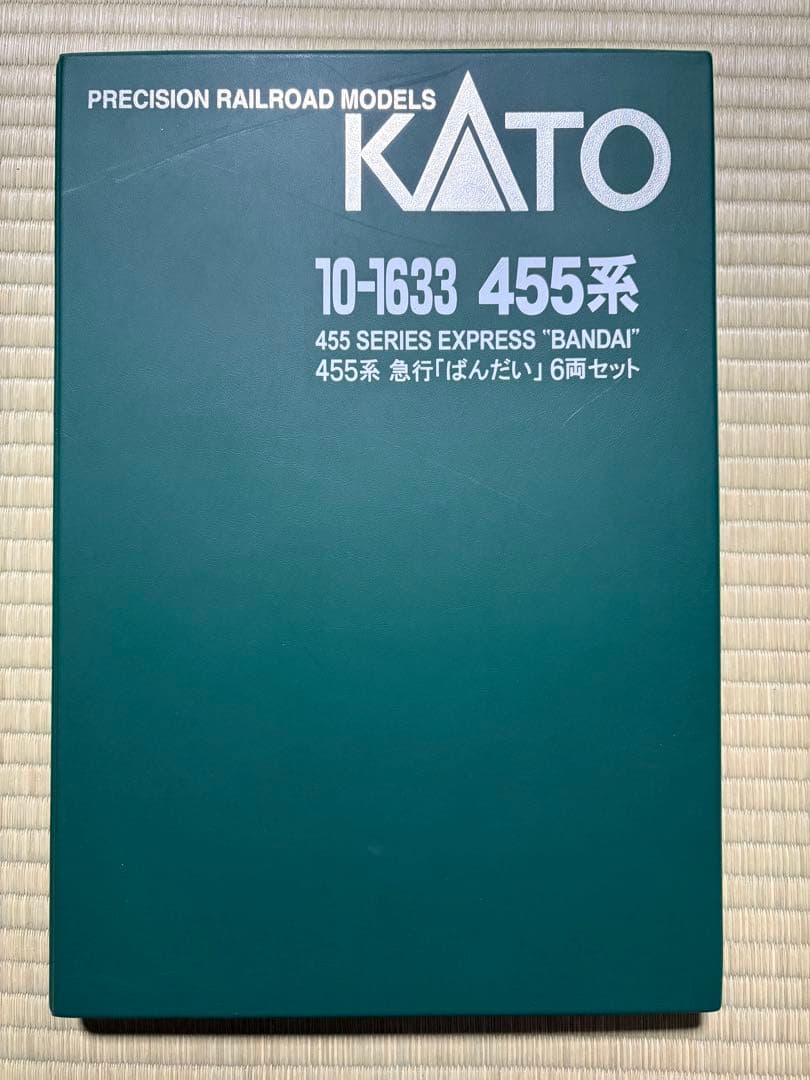 PRECISION RAILROAD MODELS
KATO
10-1633 455系
455 SERIES EXPRESS "BANDAI"
455系 急行「ばんだい」 6両セット